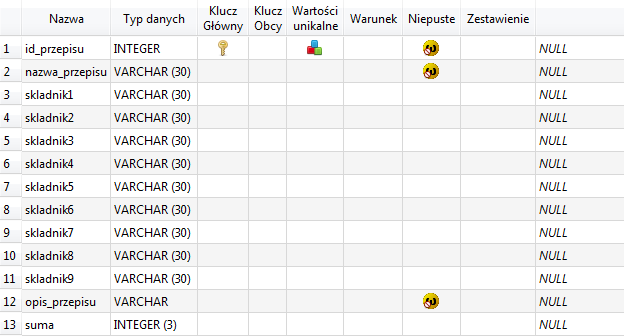 Nazwa Typ danych Klucz Główny Klucz Obcy Wartości unikalne Warunek Niepuste Zestawienie
1 id_przepisu INTEGER NULL
2 nazwa_przepisu VARCHAR (30) NULL
3 skladnik1 VARCHAR (30) NULL
4 skladnik2 VARCHAR (30) NULL
5 skladnik3 VARCHAR (30) NULL
6 skladnik4 VARCHAR (30) NULL
7 skladnik5 VARCHAR (30) NULL
8 skladnik6 VARCHAR (30) NULL
9 skladnik7 VARCHAR (30) NULL
10 skladnik8 VARCHAR (30) NULL
11 skladnik9 VARCHAR (30) NULL
12 opis_przepisu VARCHAR NULL
13 suma INTEGER (3) NULL